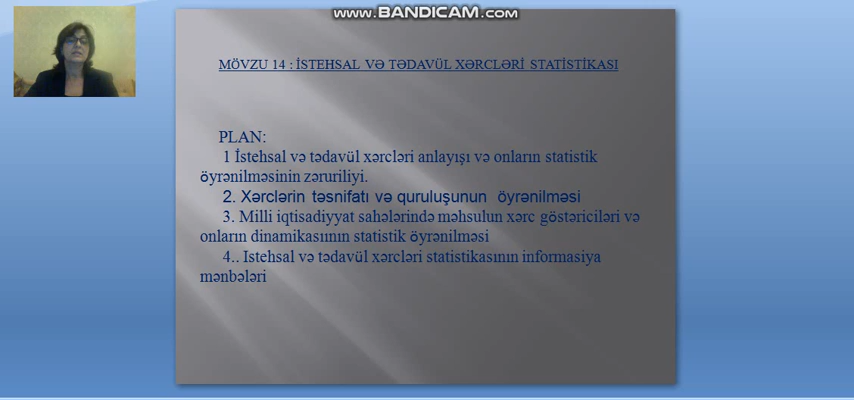 www.BANDICAM.com
MÖVZU 14 : İSTEHSAL VƏ TƏDAVÜL XƏRCLƏRİ STATİSTİKASI
PLAN:
1 İstehsal və tədavül xərcləri anlayışı və onların statistik
öyrənilməsinin zəruriliyi.
2. Xərclərin təsnifatı və quruluşunun öyrənilməsi
3. Milli iqtisadiyyat sahələrində məhsulun xərc göstəriciləri və
onların dinamikasıının statistik öyrənilməsi
4.. Istehsal və tədavül xərcləri statistikasının informasiya
mənbələri